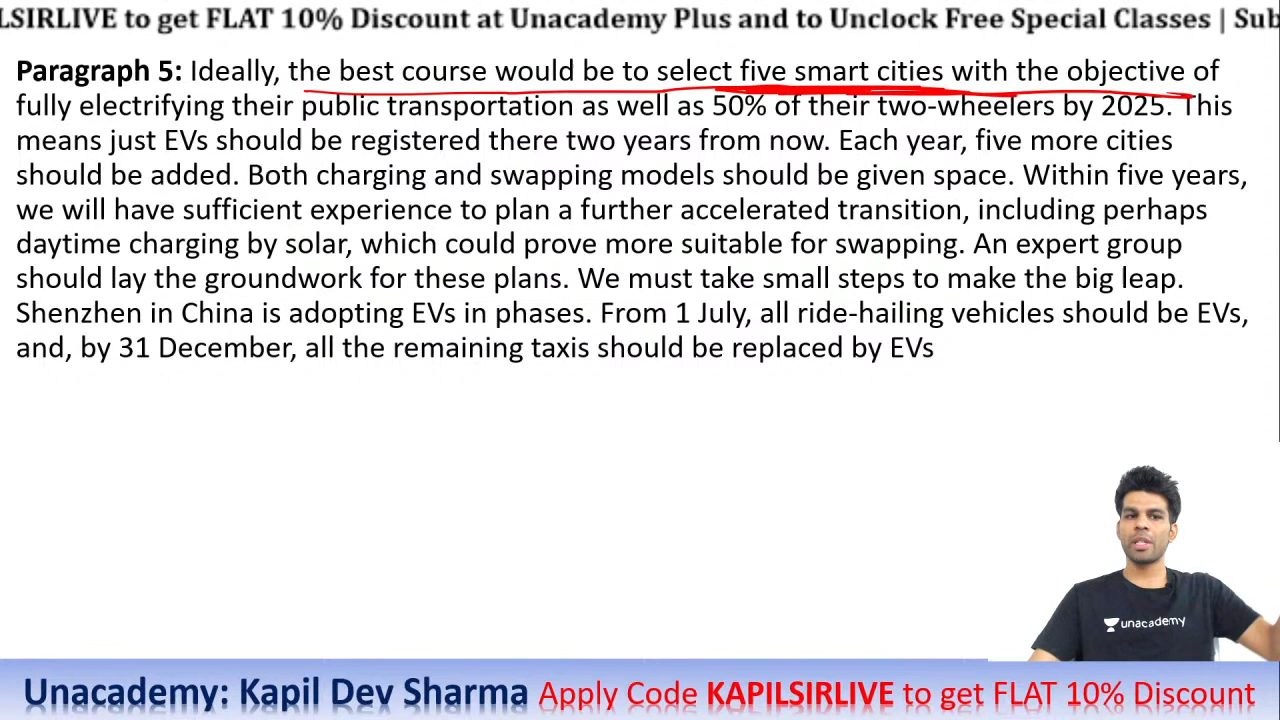 LSIRLIVE to get FLAT 10% Discount at Unacademy Plus and to Unclock Free Special Classes | Sub
Paragraph 5: Ideally, the best course would be to select five smart cities with the objective of
fully electrifying their public transportation as well as 50% of their two-wheelers by 2025. This
means just EVs should be registered there two years from now. Each year, five more cities
should be added. Both charging and swapping models should be given space. Within five years,
we will have sufficient experience to plan a further accelerated transition, including perhaps
daytime charging by solar, which could prove more suitable for swapping. An expert group
should lay the groundwork for these plans. We must take small steps to make the big leap.
Shenzhen in China is adopting EVs in phases. From 1 July, all ride-hailing vehicles should be EVs,
and, by 31 December, all the remaining taxis should be replaced by EVs
unacademy
Unacademy: Kapil Dev Sharma Apply Code KAPILSIRLIVE to get FLAT 10% Discount